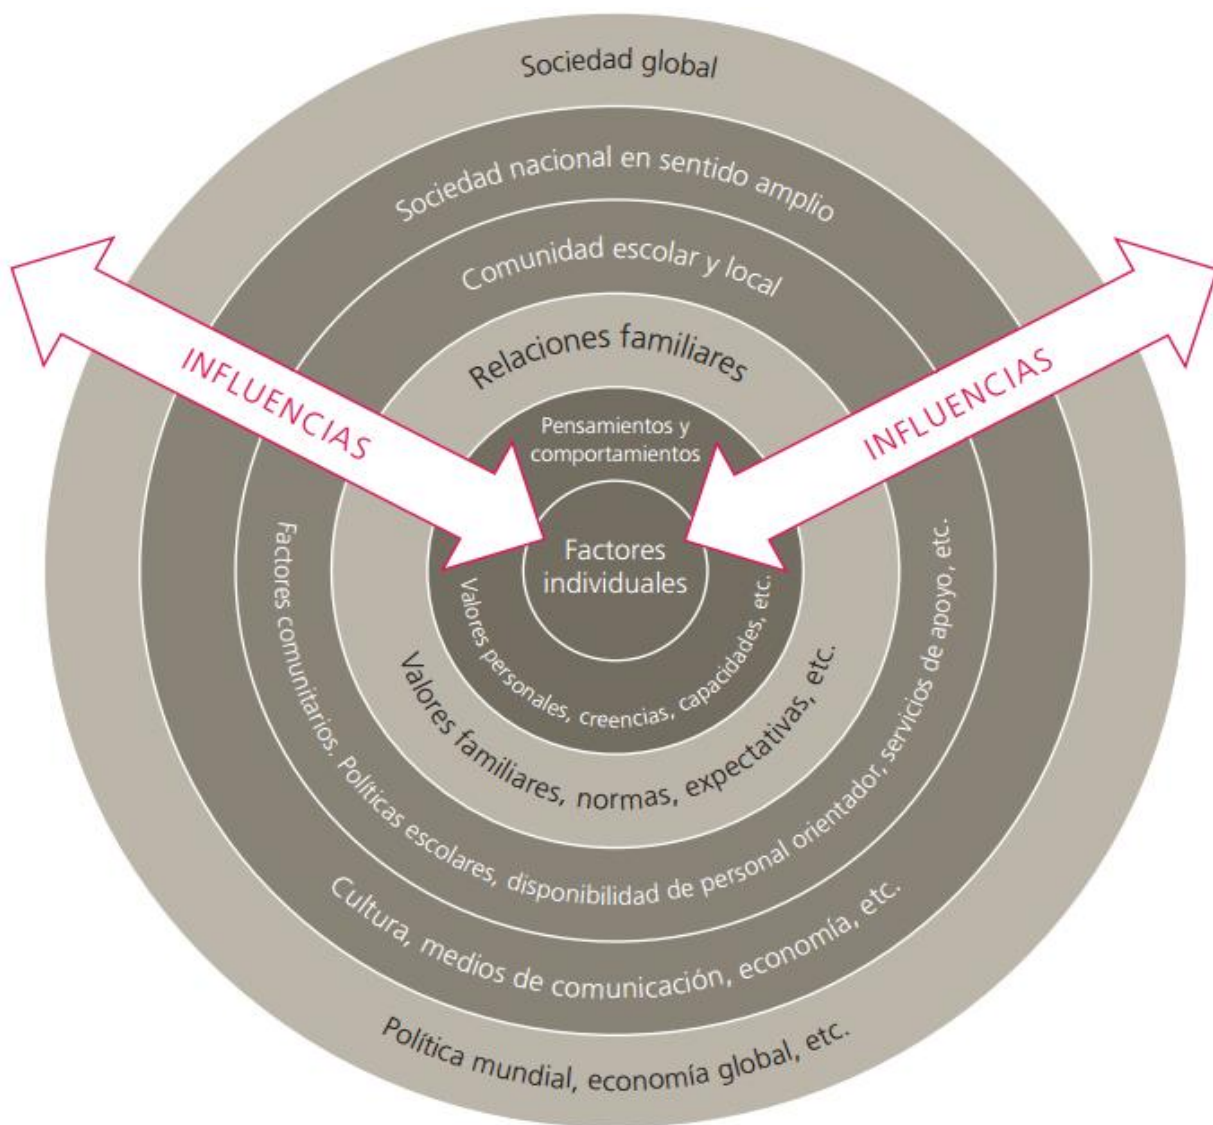 Sociedad global
Sociedad nacional en sentido amplio
Comunidad escolar y local
Relaciones familiares
Pensamientos y
comportamientos
INFLUENCIAS
INFLUENCIAS
Factores
individuales
Valores personales, creencias, capacidades, etc.
Valores familiares, normas, expectativas, etc.
Factores comunitarios. Políticas escolares, disponibilidad de personal orientador, servicios de apoyo, etc.
Cultura, medios de comunicación, economía, etc.
Política mundial, economía global, etc.